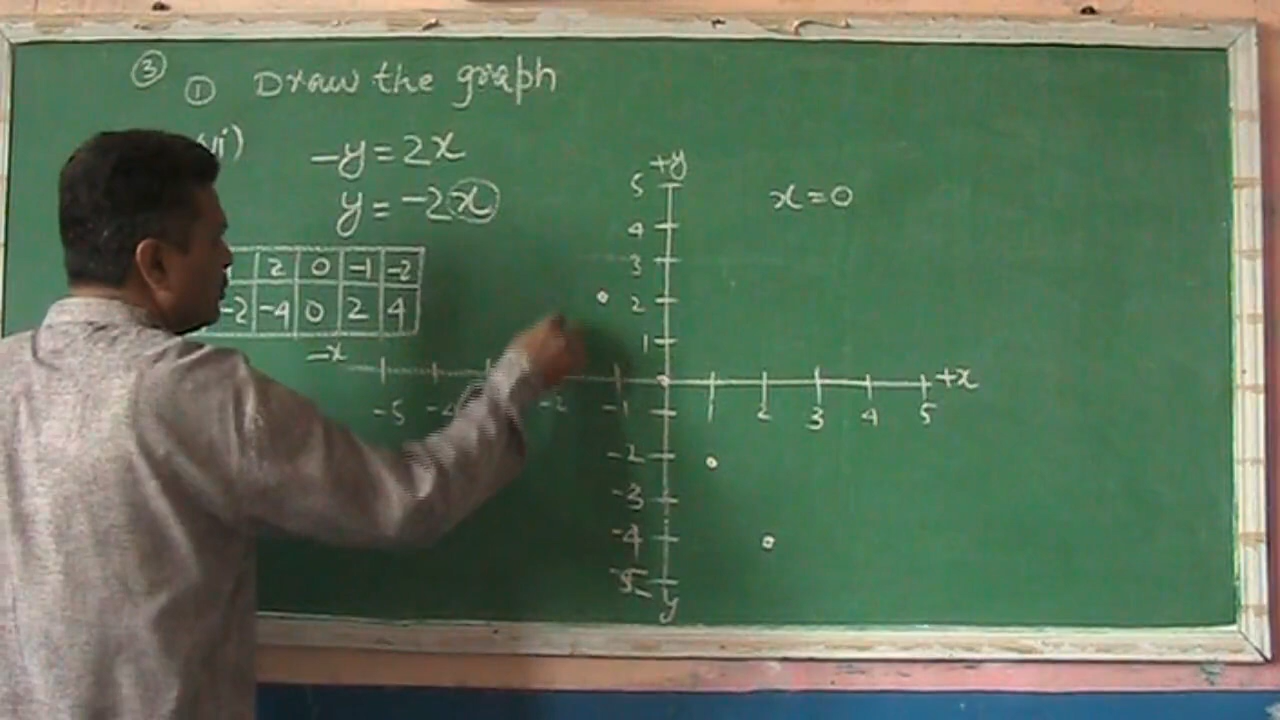 ③
① Draw the graph
vi)
-y = 2x
y = -2x
x = 0
2 0 -1 -2
-2 -4 0 2 4
+y
5
4
3
2
1
-x
+x
-5 -4 -2 -1 1 2 3 4 5
-2
-3
-4
-5
y